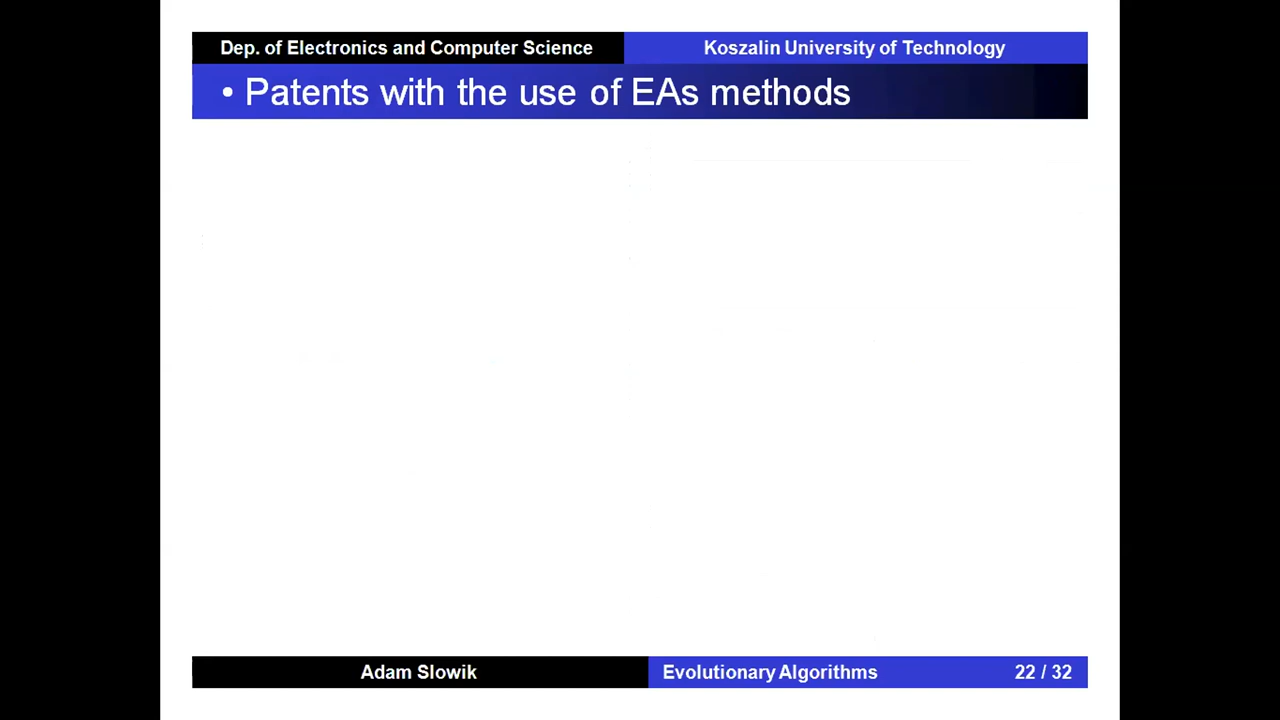 Dep. of Electronics and Computer Science
Koszalin University of Technology
• Patents with the use of EAs methods
Adam Slowik
Evolutionary Algorithms
22 / 32